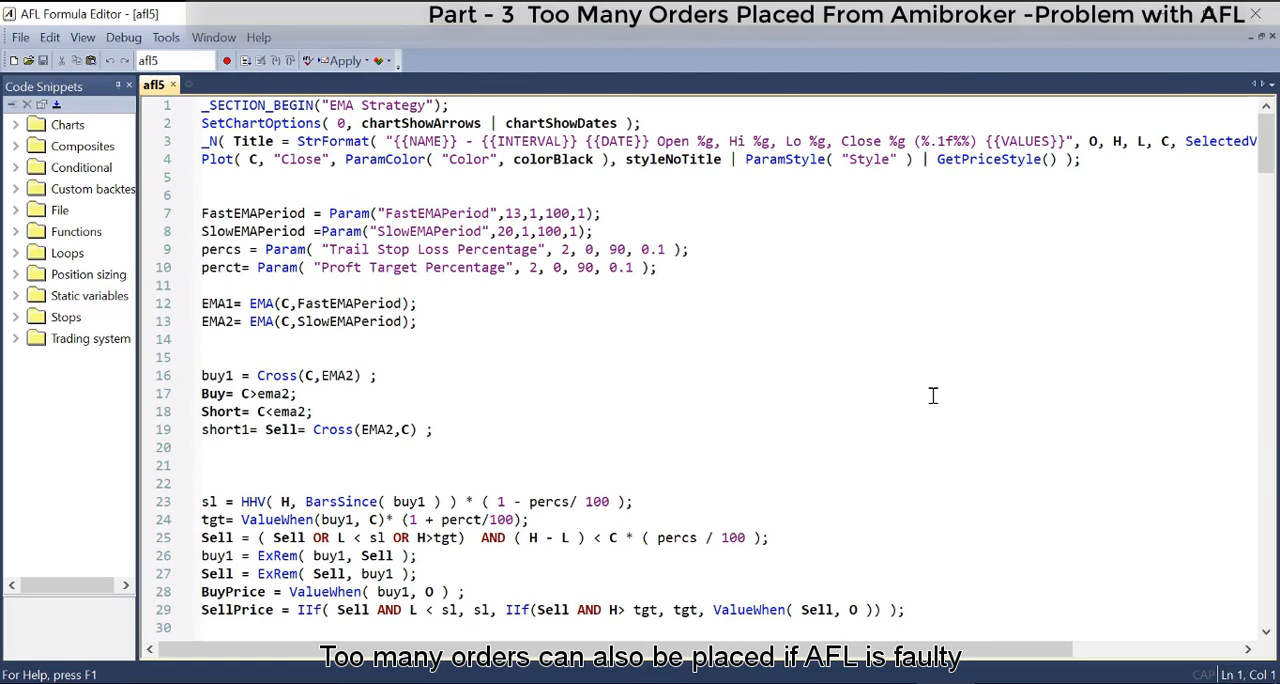 AFL Formula Editor - [afl5]
Part - 3 Too Many Orders Placed From Amibroker -Problem with AFL
File Edit View Debug Tools Window Help
afl5 Apply
Code Snippets
afl5
Charts
Composites
Conditional
Custom backtes
File
Functions
Loops
Position sizing
Static variables
Stops
Trading system
1 _SECTION_BEGIN("EMA Strategy");
2 SetChartOptions( 0, chartShowArrows | chartShowDates );
3 _N( Title = StrFormat( "{{NAME}} - {{INTERVAL}} {{DATE}} Open %g, Hi %g, Lo %g, Close %g (%.1f%%) {{VALUES}}", O, H, L, C, SelectedV
4 Plot( C, "Close", ParamColor( "Color", colorBlack ), styleNoTitle | ParamStyle( "Style" ) | GetPriceStyle() );
5
6
7 FastEMAPeriod = Param("FastEMAPeriod",13,1,100,1);
8 SlowEMAPeriod =Param("SlowEMAPeriod",20,1,100,1);
9 percs = Param( "Trail Stop Loss Percentage", 2, 0, 90, 0.1 );
10 perct= Param( "Proft Target Percentage", 2, 0, 90, 0.1 );
11
12 EMA1= EMA(C,FastEMAPeriod);
13 EMA2= EMA(C,SlowEMAPeriod);
14
15
16 buy1 = Cross(C,EMA2) ;
17 Buy= C>ema2;
18 Short= C<ema2;
19 short1= Sell= Cross(EMA2,C) ;
20
21
22
23 sl = HHV( H, BarsSince( buy1 ) ) * ( 1 - percs/ 100 );
24 tgt= ValueWhen(buy1, C)* (1 + perct/100);
25 Sell = ( Sell OR L < sl OR H>tgt) AND ( H - L ) < C * ( percs / 100 );
26 buy1 = ExRem( buy1, Sell );
27 Sell = ExRem( Sell, buy1 );
28 BuyPrice = ValueWhen( buy1, O ) ;
29 SellPrice = IIf( Sell AND L < sl, sl, IIf(Sell AND H> tgt, tgt, ValueWhen( Sell, O )) );
30
Too many orders can also be placed if AFL is faulty
For Help, press F1
CAP Ln 1, Col 1